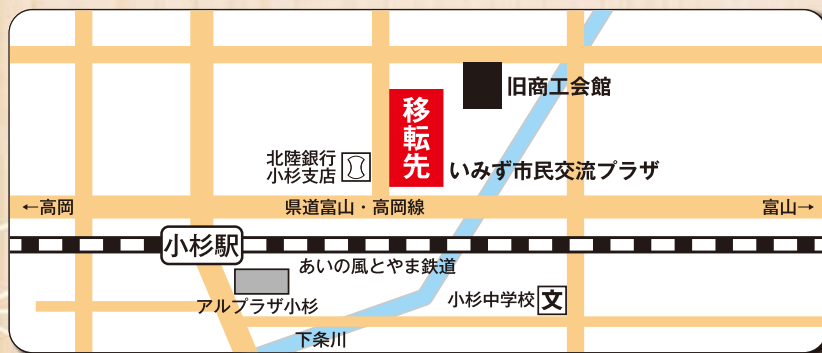 旧商工会館
移転先
北陸銀行
小杉支店
いみず市民交流プラザ
←高岡
県道富山・高岡線
富山→
小杉駅
あいの風とやま鉄道
アルプラザ小杉
小杉中学校
文
下条川